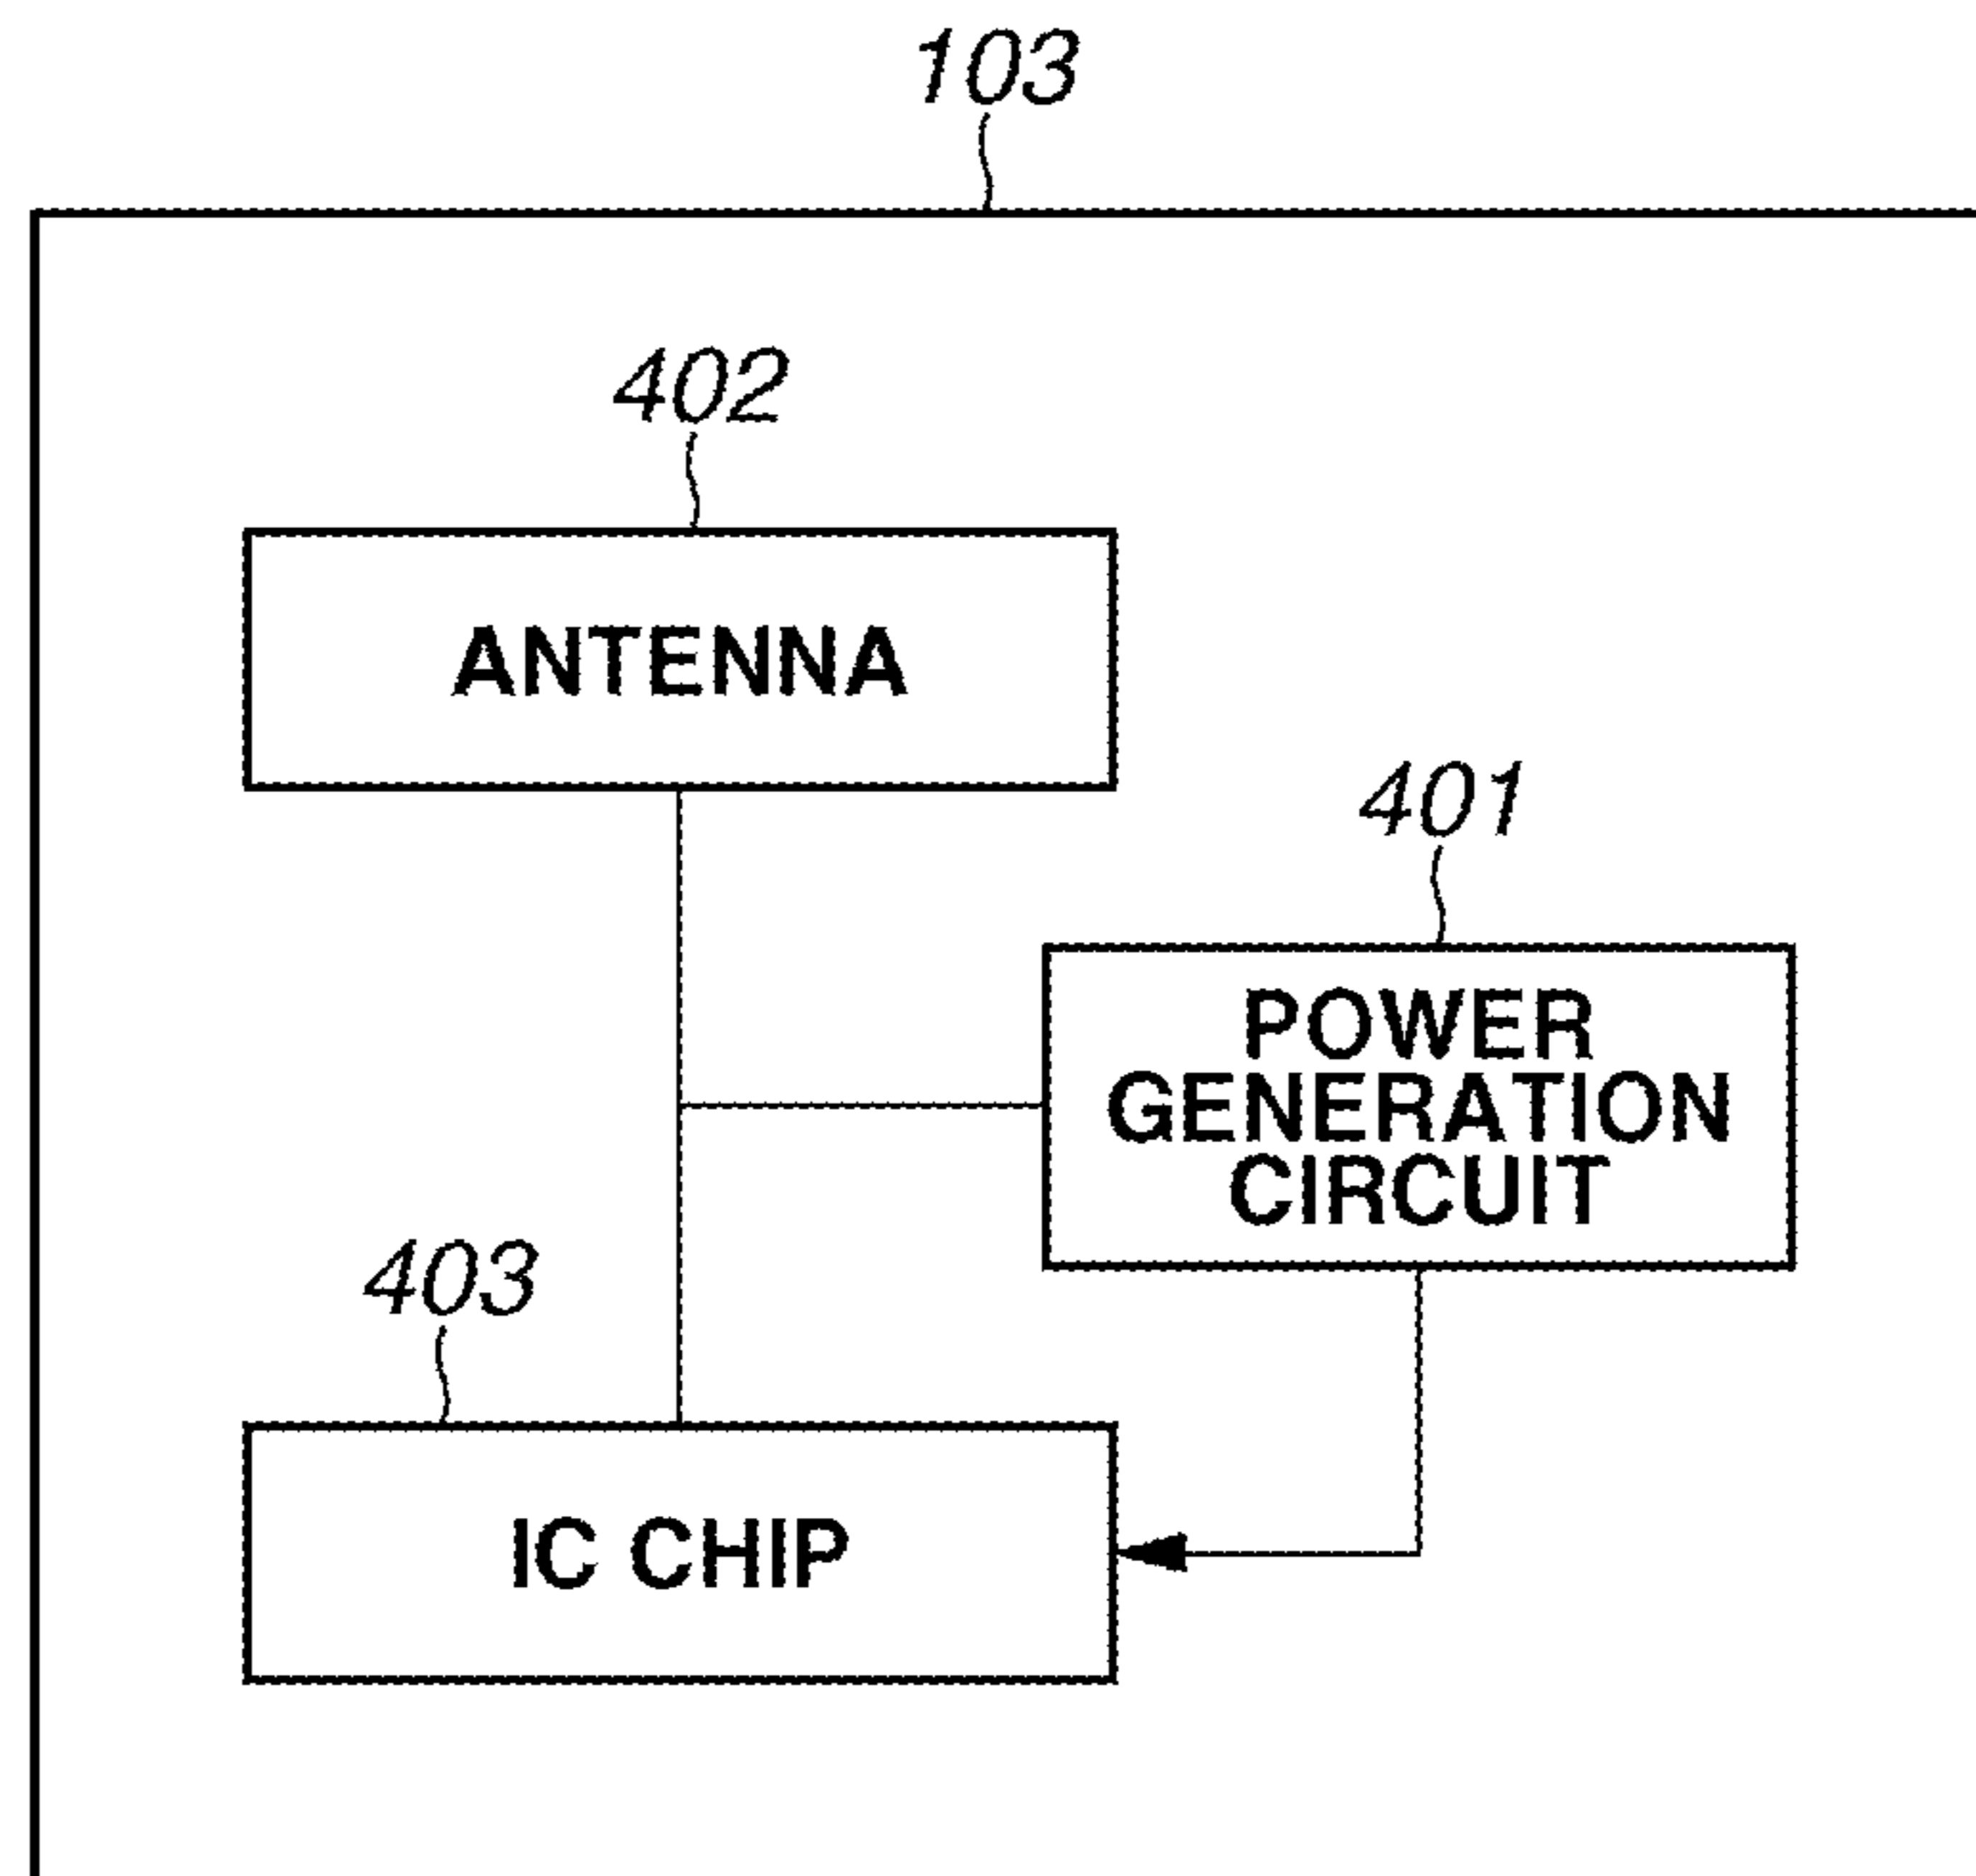 103
402
ANTENNA
401
POWER
GENERATION
CIRCUIT
403
IC CHIP